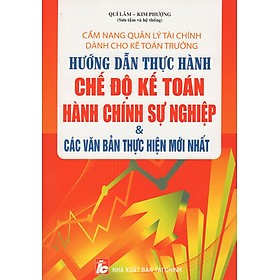 QUÍ LÂM – KIM PHƯỢNG
(Sưu tầm và hệ thống)
CẨM NANG QUẢN LÝ TÀI CHÍNH
DÀNH CHO KẾ TOÁN TRƯỞNG
HƯỚNG DẪN THỰC HÀNH
CHẾ ĐỘ KẾ TOÁN
HÀNH CHÍNH SỰ NGHIỆP
&
CÁC VĂN BẢN THỰC HIỆN MỚI NHẤT
NHÀ XUẤT BẢN TÀI CHÍNH